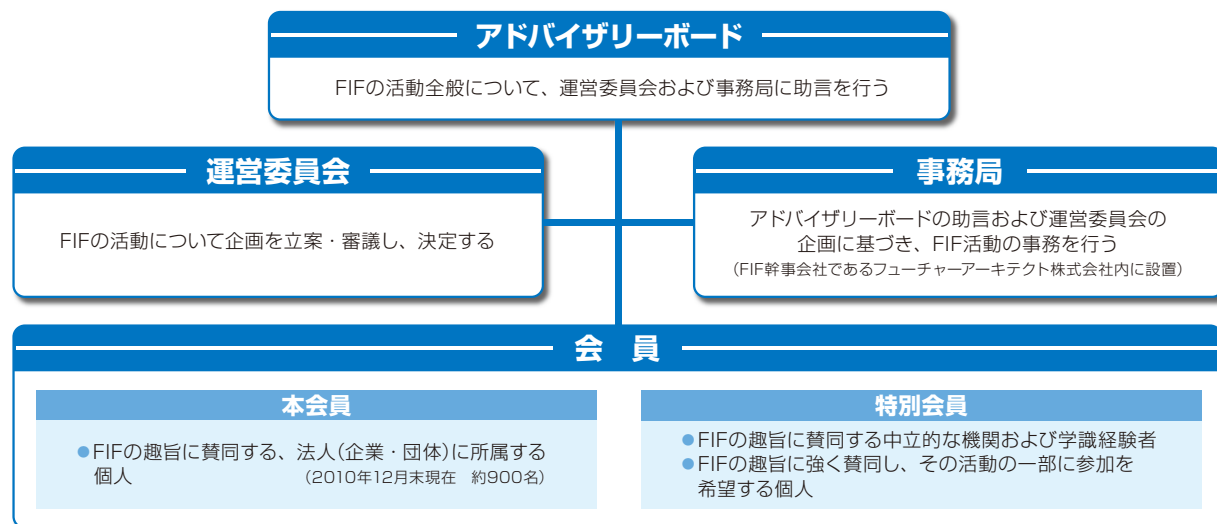 アドバイザリーボード
FIFの活動全般について、運営委員会および事務局に助言を行う
運営委員会
FIFの活動について企画を立案・審議し、決定する
事務局
アドバイザリーボードの助言および運営委員会の
企画に基づき、FIF活動の事務を行う
（FIF幹事会社であるフューチャーアーキテクト株式会社内に設置）
会　員
本会員
●FIFの趣旨に賛同する、法人（企業・団体）に所属する
個人　（2010年12月末現在　約900名）
特別会員
●FIFの趣旨に賛同する中立的な機関および学識経験者
●FIFの趣旨に強く賛同し、その活動の一部に参加を
希望する個人